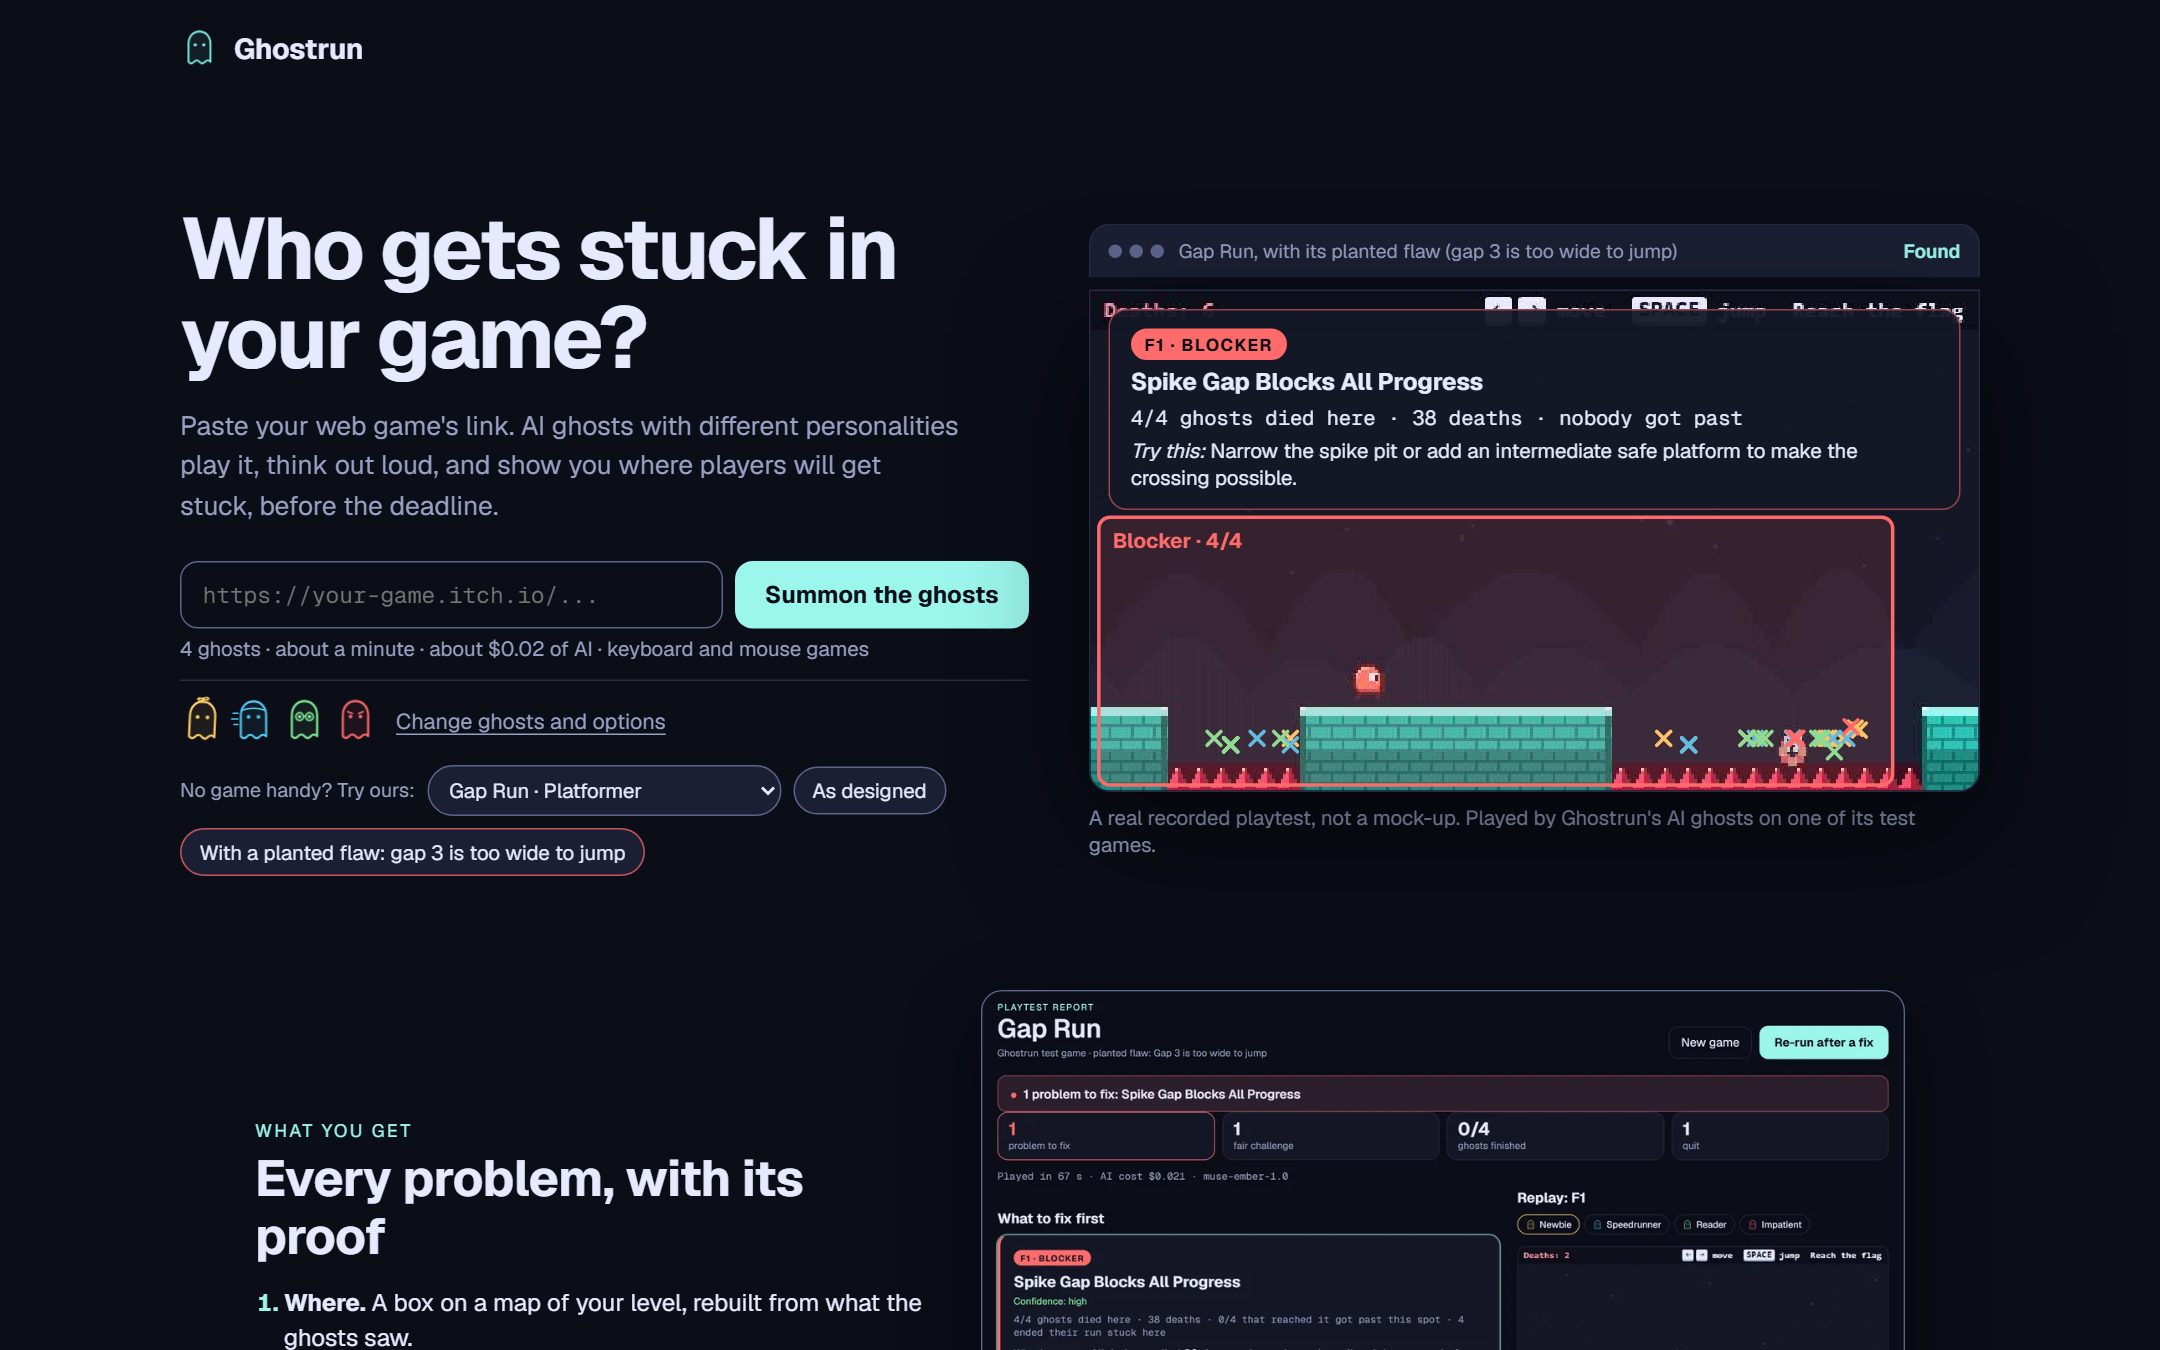 Ghostrun
Who gets stuck in
your game?
Paste your web game's link. AI ghosts with different personalities
play it, think out loud, and show you where players will get
stuck, before the deadline.
https://your-game.itch.io/...
Summon the ghosts
4 ghosts · about a minute · about $0.02 of AI · keyboard and mouse games
Change ghosts and options
No game handy? Try ours:
Gap Run · Platformer
As designed
With a planted flaw: gap 3 is too wide to jump
Gap Run, with its planted flaw (gap 3 is too wide to jump)
Found
Deaths: 6
move SPACE jump Reach the flag
F1 · BLOCKER
Spike Gap Blocks All Progress
4/4 ghosts died here · 38 deaths · nobody got past
Try this: Narrow the spike pit or add an intermediate safe platform to make the
crossing possible.
Blocker · 4/4
A real recorded playtest, not a mock-up. Played by Ghostrun's AI ghosts on one of its test
games.
WHAT YOU GET
Every problem, with its
proof
1. Where. A box on a map of your level, rebuilt from what the
ghosts saw.
PLAYTEST REPORT
Gap Run
Ghostrun test game · planted flaw: Gap 3 is too wide to jump
New game
Re-run after a fix
1 problem to fix: Spike Gap Blocks All Progress
1
problem to fix
1
fair challenge
0/4
ghosts finished
1
quit
Played in 67 s · AI cost $0.021 · muse-ember-1.0
What to fix first
F1 · BLOCKER
Spike Gap Blocks All Progress
Confidence: high
4/4 ghosts died here · 38 deaths · 0/4 that reached it got past this spot · 4
ended their run stuck here
Replay: F1
Newbie
Speedrunner
Reader
Impatient
Deaths: 2
move SPACE jump Reach the flag